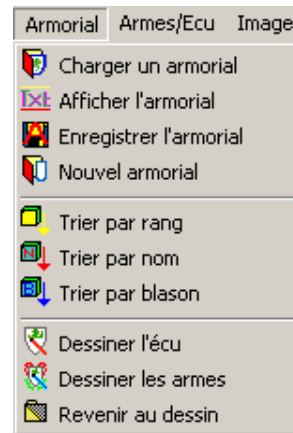 Armorial Armes/Ecu Image
Charger un armorial
Txt Afficher l'armorial
Enregistrer l'armorial
Nouvel armorial
Trier par rang
N Trier par nom
B Trier par blason
Dessiner l'écu
Dessiner les armes
Revenir au dessin